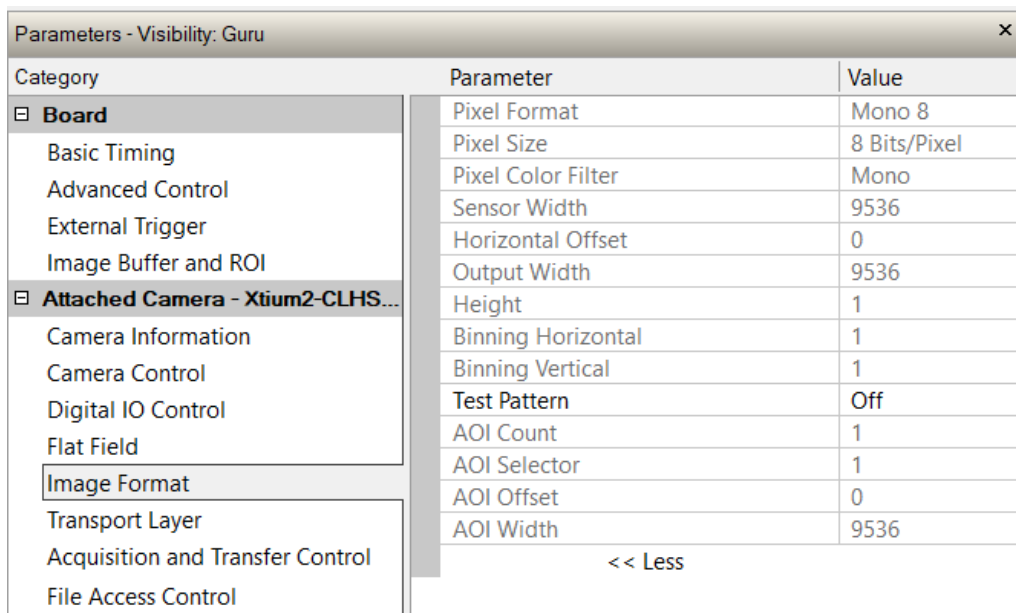 Parameters - Visibility: Guru ×
Category
Board
Basic Timing
Advanced Control
External Trigger
Image Buffer and ROI
Attached Camera - Xtium2-CLHS...
Camera Information
Camera Control
Digital IO Control
Flat Field
Image Format
Transport Layer
Acquisition and Transfer Control
File Access Control
Parameter Value
Pixel Format Mono 8
Pixel Size 8 Bits/Pixel
Pixel Color Filter Mono
Sensor Width 9536
Horizontal Offset 0
Output Width 9536
Height 1
Binning Horizontal 1
Binning Vertical 1
Test Pattern Off
AOI Count 1
AOI Selector 1
AOI Offset 0
AOI Width 9536
<< Less